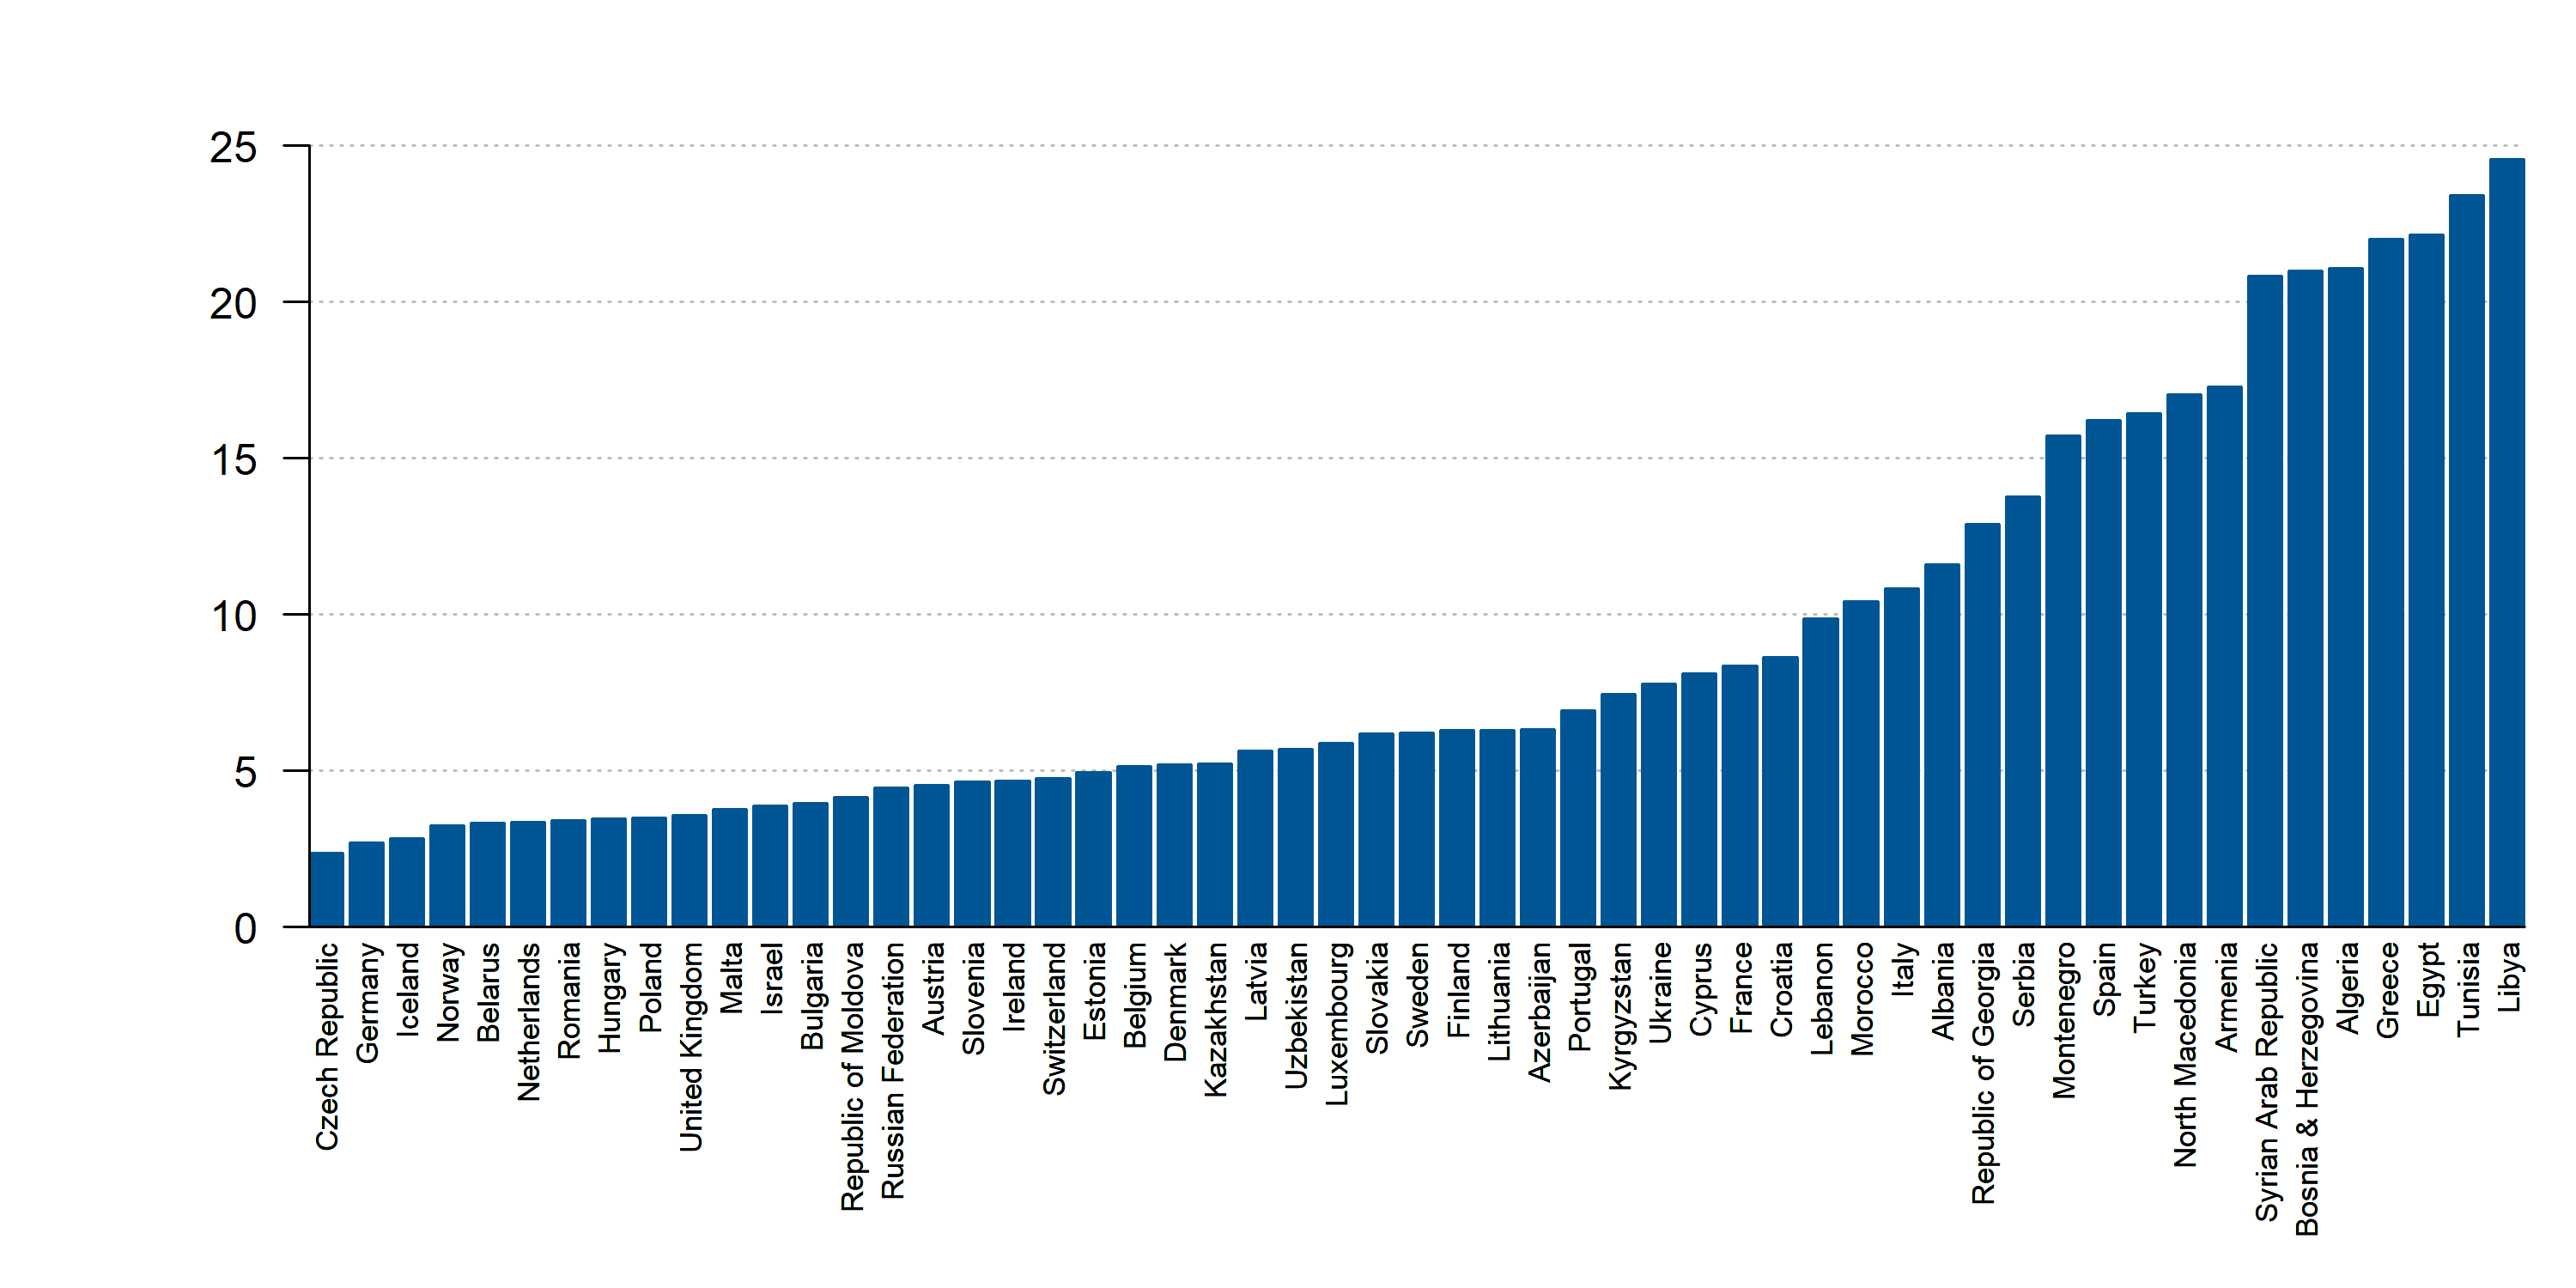 25
20
15
10
5
0
Czech Republic
Germany
Iceland
Norway
Belarus
Netherlands
Romania
Hungary
Poland
United Kingdom
Malta
Israel
Bulgaria
Republic of Moldova
Russian Federation
Austria
Slovenia
Ireland
Switzerland
Estonia
Belgium
Denmark
Kazakhstan
Latvia
Uzbekistan
Luxembourg
Slovakia
Sweden
Finland
Lithuania
Azerbaijan
Portugal
Kyrgyzstan
Ukraine
Cyprus
France
Croatia
Lebanon
Morocco
Italy
Albania
Republic of Georgia
Serbia
Montenegro
Spain
Turkey
North Macedonia
Armenia
Syrian Arab Republic
Bosnia & Herzegovina
Algeria
Greece
Egypt
Tunisia
Libya